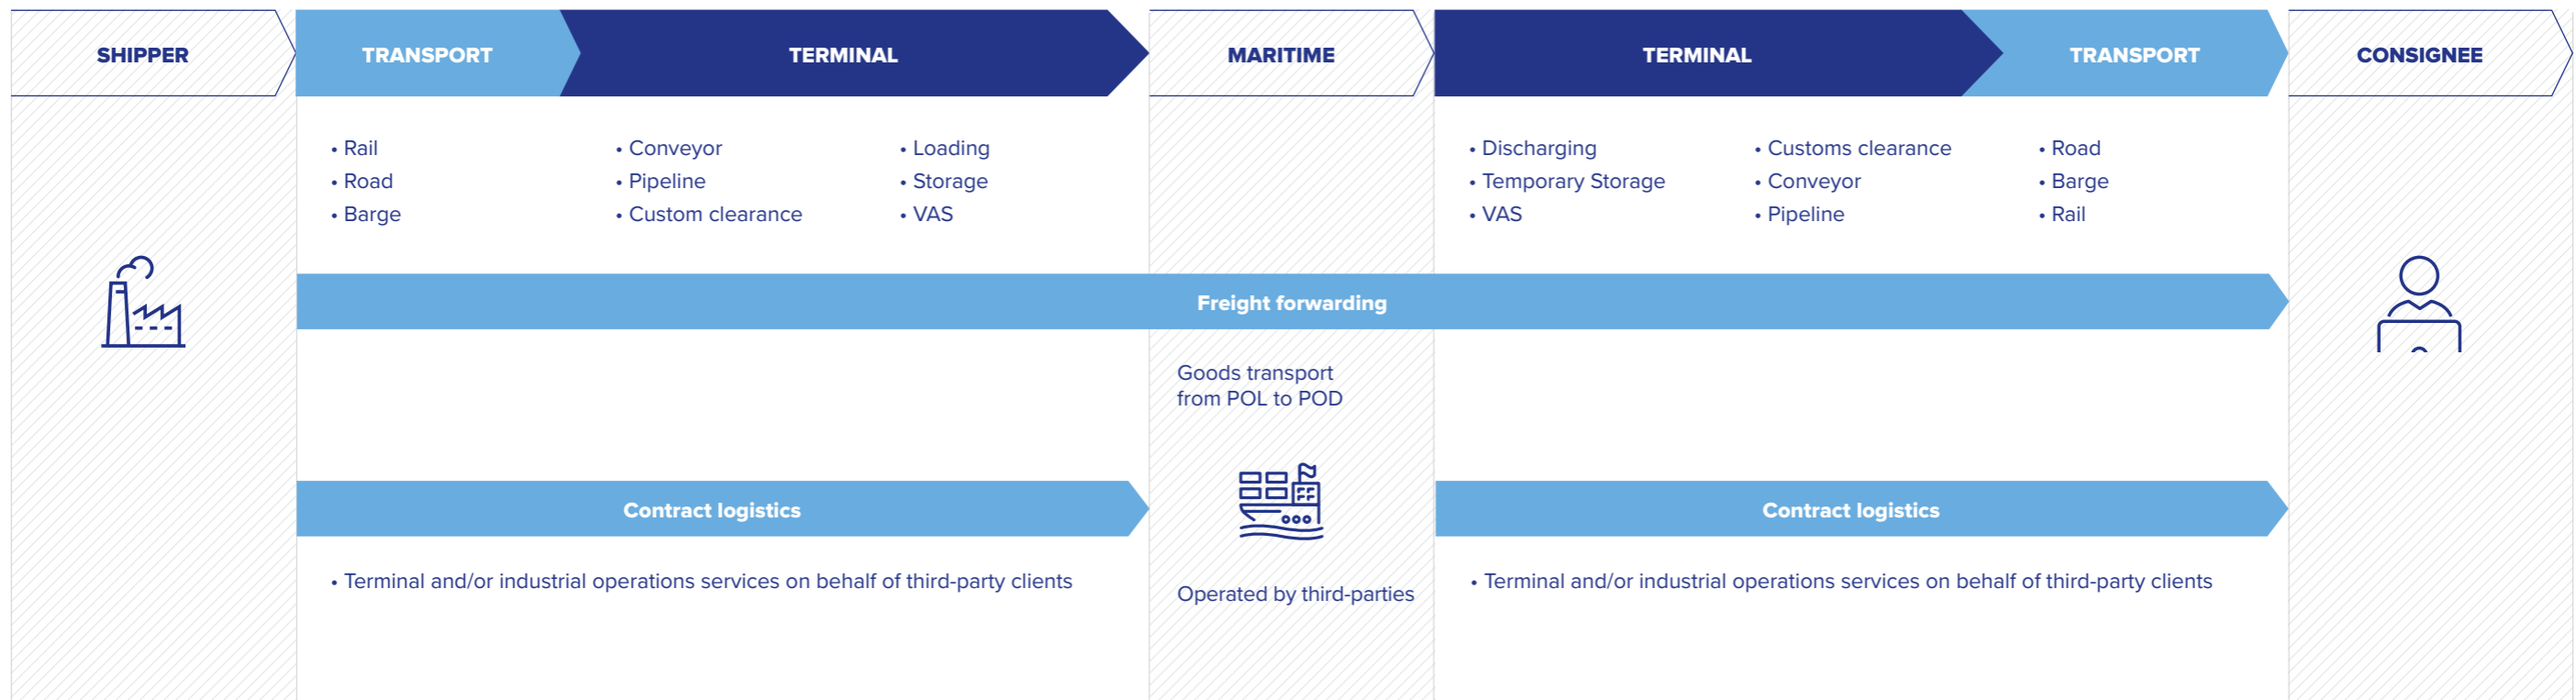 SHIPPER
TRANSPORT
TERMINAL
MARITIME
TERMINAL
TRANSPORT
CONSIGNEE
• Rail
• Road
• Barge
• Conveyor
• Pipeline
• Custom clearance
• Loading
• Storage
• VAS
• Discharging
• Temporary Storage
• VAS
• Customs clearance
• Conveyor
• Pipeline
• Road
• Barge
• Rail
Freight forwarding
Goods transport
from POL to POD
Contract logistics
Contract logistics
• Terminal and/or industrial operations services on behalf of third-party clients
Operated by third-parties
• Terminal and/or industrial operations services on behalf of third-party clients